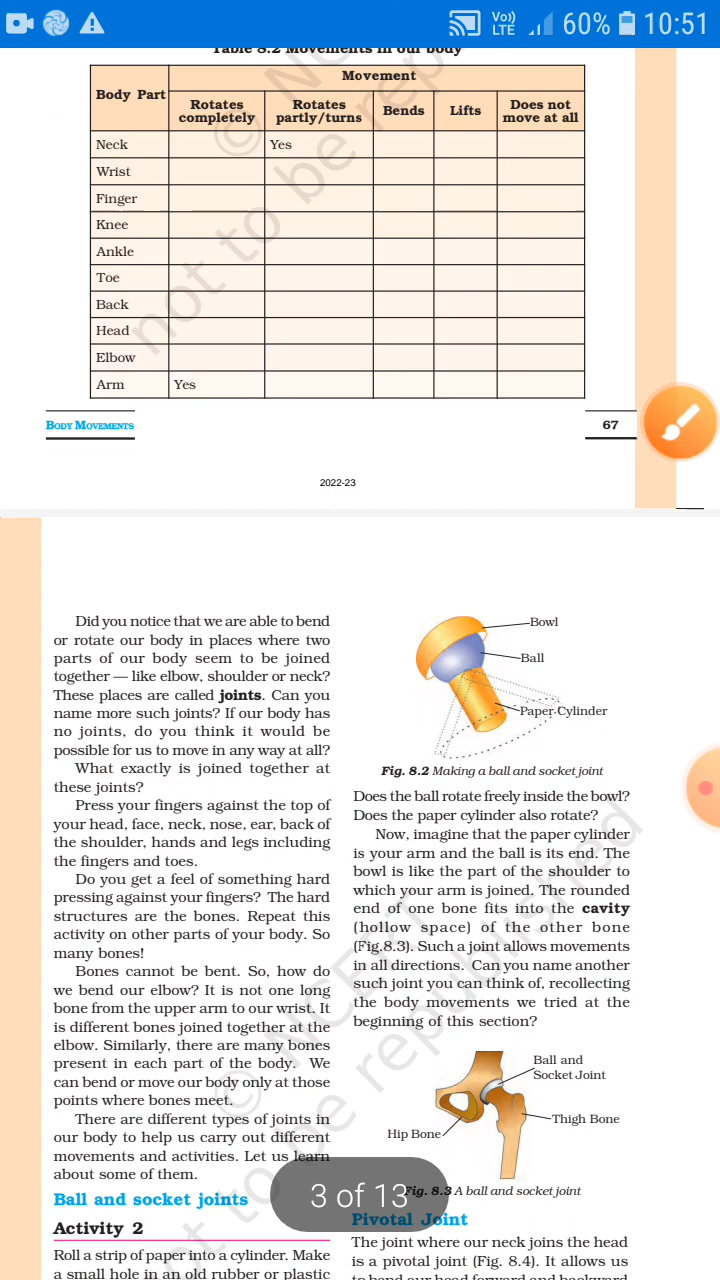 Vo)) LTE 60% 10:51
Table 8.2 Movements in our body
Body Part Movement
Rotates completely Rotates partly/turns Bends Lifts Does not move at all
Neck Yes
Wrist
Finger
Knee
Ankle
Toe
Back
Head
Elbow
Arm Yes
BODY MOVEMENTS 67
2022-23
Did you notice that we are able to bend
or rotate our body in places where two
parts of our body seem to be joined
together — like elbow, shoulder or neck?
These places are called joints. Can you
name more such joints? If our body has
no joints, do you think it would be
possible for us to move in any way at all?
What exactly is joined together at
these joints?
Press your fingers against the top of
your head, face, neck, nose, ear, back of
the shoulder, hands and legs including
the fingers and toes.
Do you get a feel of something hard
pressing against your fingers? The hard
structures are the bones. Repeat this
activity on other parts of your body. So
many bones!
Bones cannot be bent. So, how do
we bend our elbow? It is not one long
bone from the upper arm to our wrist. It
is different bones joined together at the
elbow. Similarly, there are many bones
present in each part of the body. We
can bend or move our body only at those
points where bones meet.
There are different types of joints in
our body to help us carry out different
movements and activities. Let us learn
about some of them.
Ball and socket joints
Activity 2
Roll a strip of paper into a cylinder. Make
a small hole in an old rubber or plastic
Bowl
Ball
Paper Cylinder
Fig. 8.2 Making a ball and socket joint
Does the ball rotate freely inside the bowl?
Does the paper cylinder also rotate?
Now, imagine that the paper cylinder
is your arm and the ball is its end. The
bowl is like the part of the shoulder to
which your arm is joined. The rounded
end of one bone fits into the cavity
(hollow space) of the other bone
(Fig.8.3). Such a joint allows movements
in all directions. Can you name another
such joint you can think of, recollecting
the body movements we tried at the
beginning of this section?
Ball and
Socket Joint
Thigh Bone
Hip Bone
Fig. 8.3 A ball and socket joint
3 of 13
Pivotal Joint
The joint where our neck joins the head
is a pivotal joint (Fig. 8.4). It allows us
to bend our head forward and backward
© NCERT
not to be republished